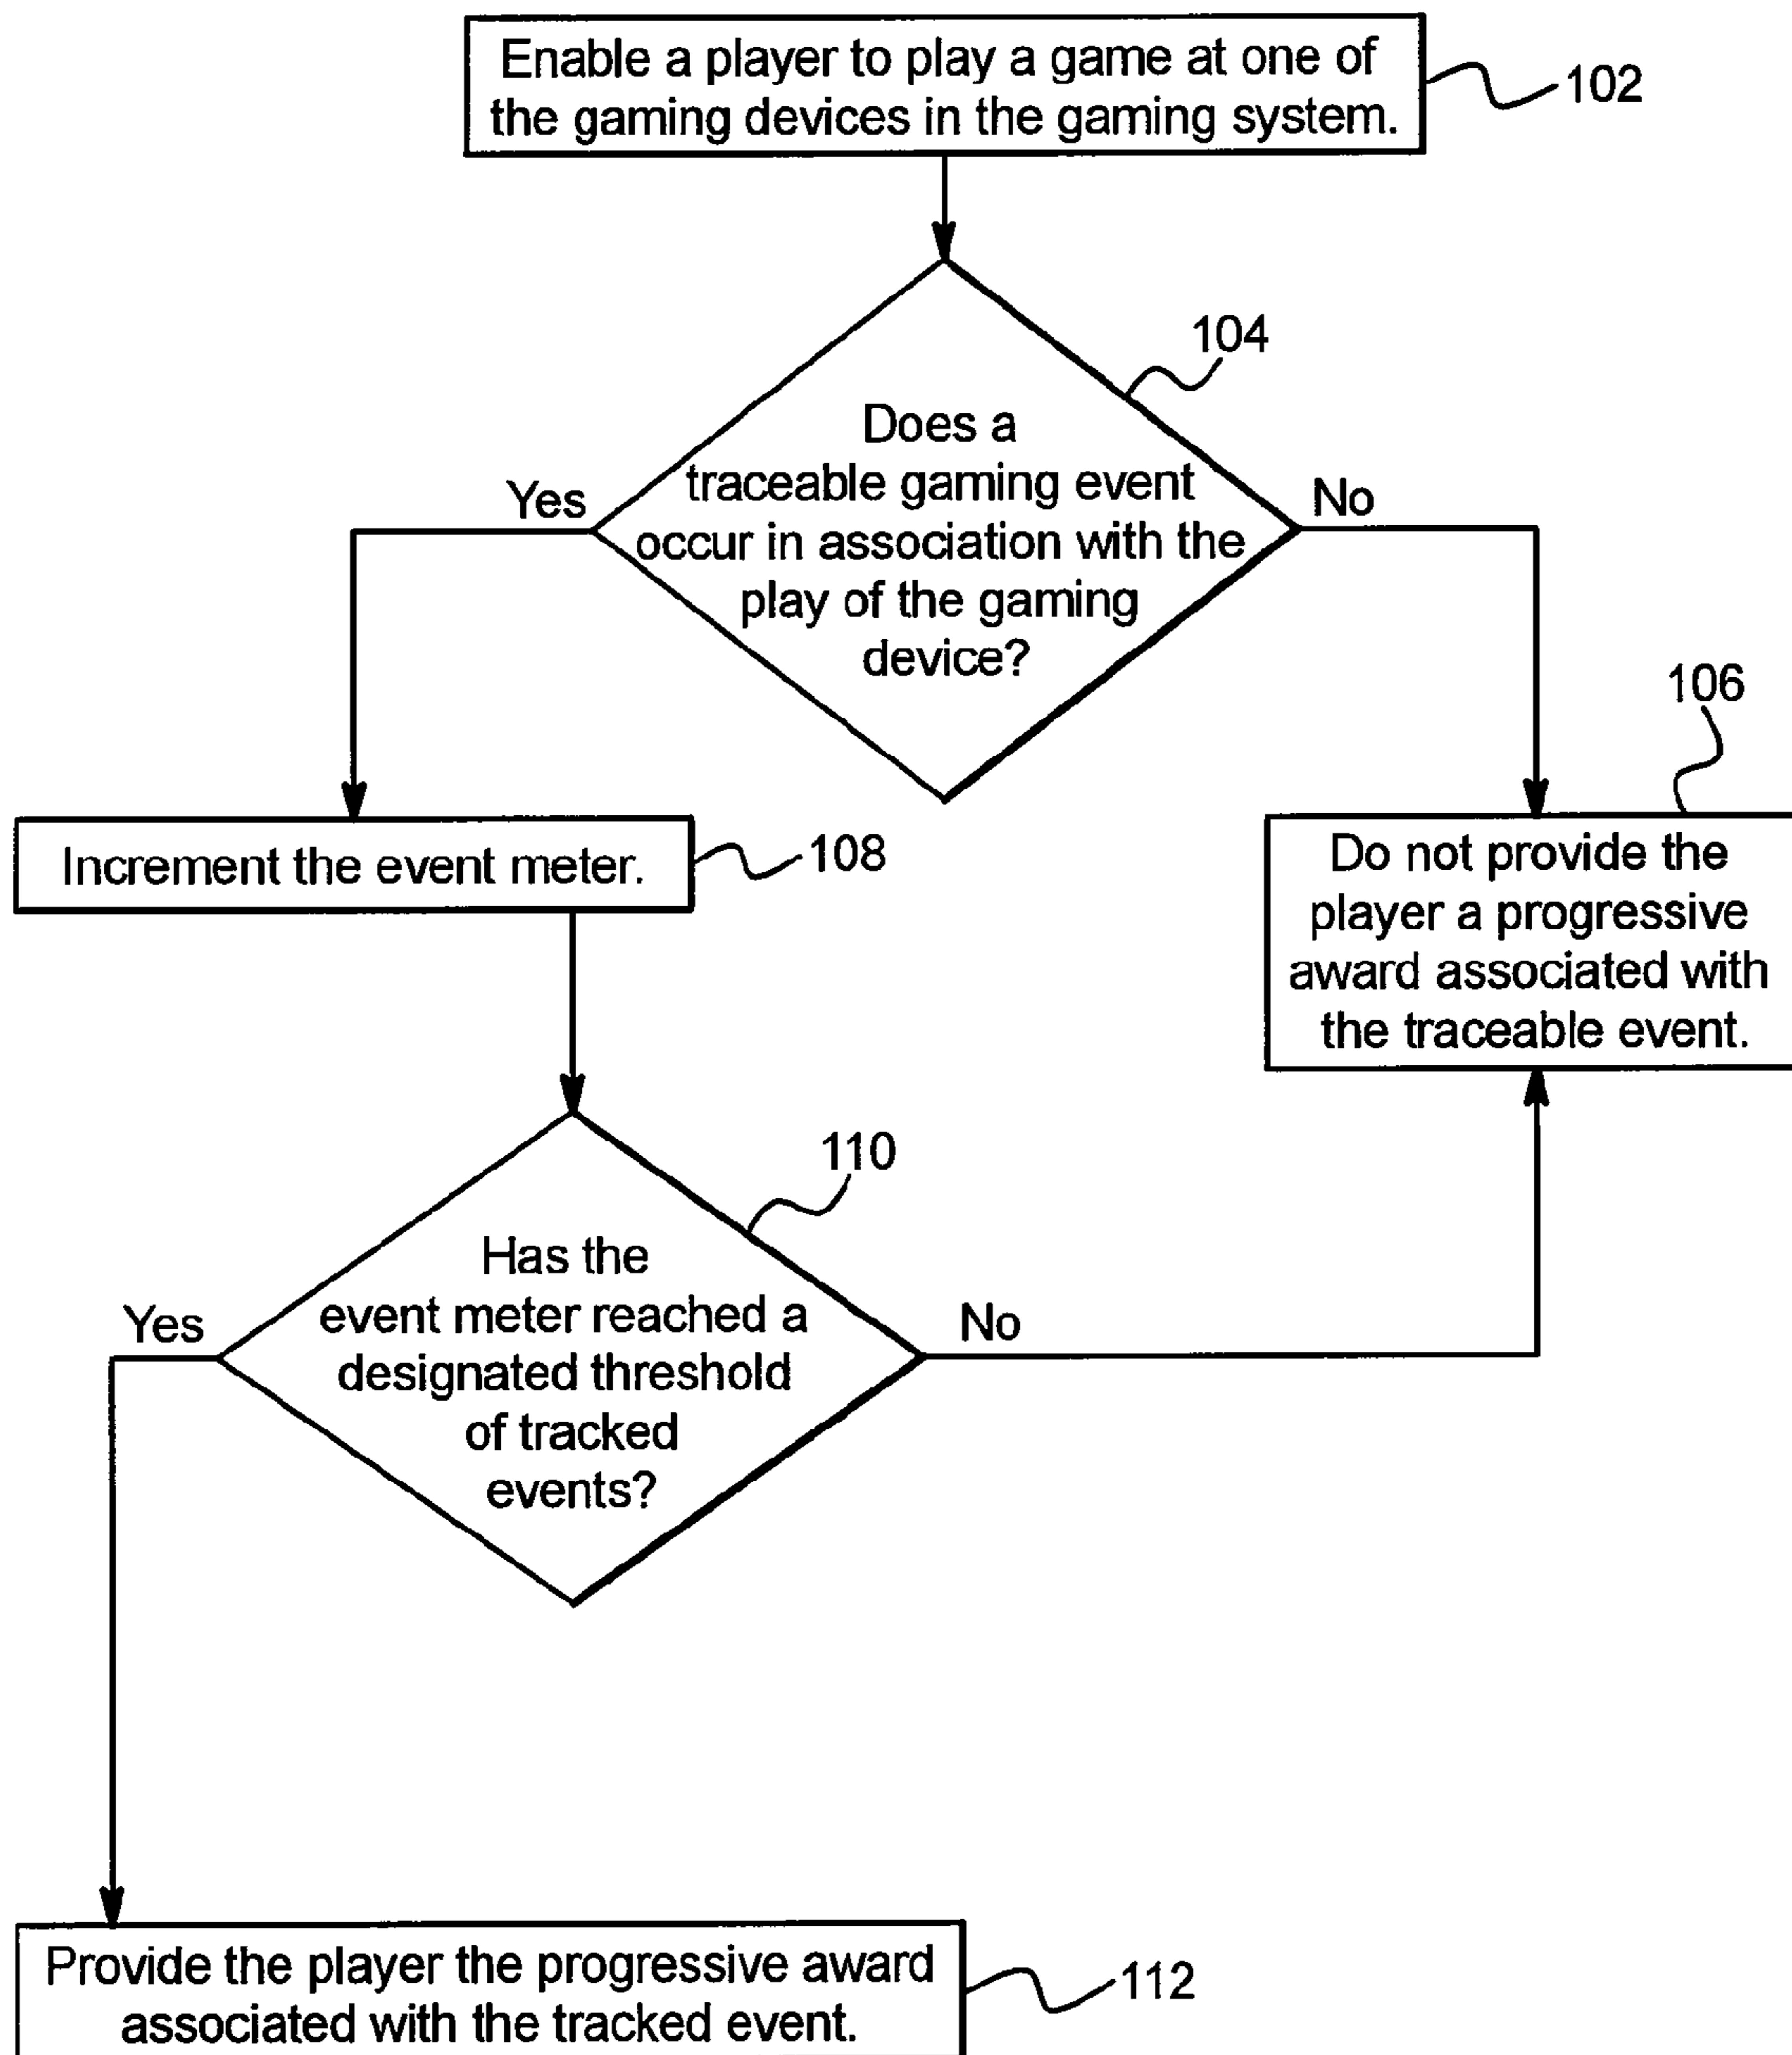 Enable a player to play a game at one of
the gaming devices in the gaming system.
102
104
Does a
traceable gaming event
occur in association with the
play of the gaming
device?
Yes
No
106
Increment the event meter.
108
Do not provide the
player a progressive
award associated with
the traceable event.
110
Has the
event meter reached a
designated threshold
of tracked
events?
Yes
No
Provide the player the progressive award
associated with the tracked event.
112